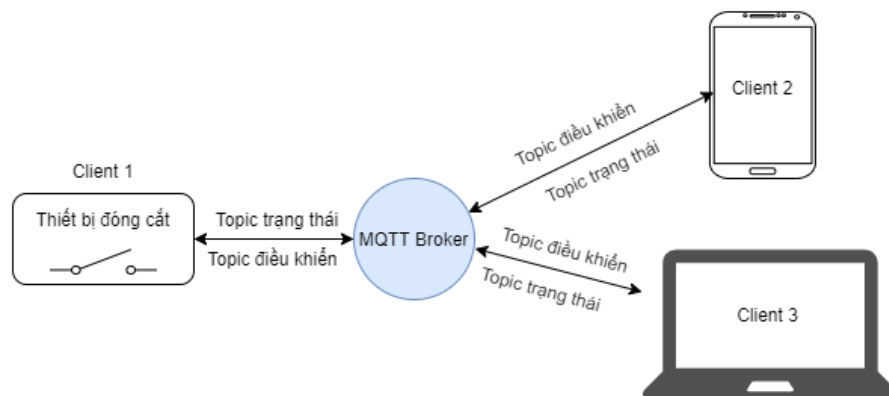 Client 2
Topic điều khiển
Topic trạng thái
Client 1
Thiết bị đóng cắt
Topic trạng thái
Topic điều khiển
MQTT Broker
Topic điều khiển
Topic trạng thái
Client 3